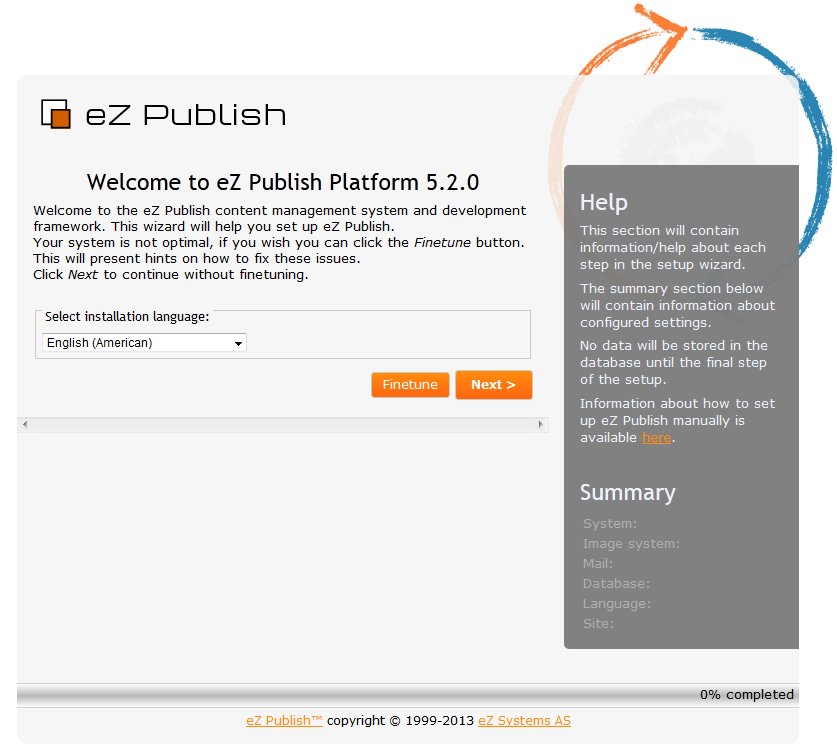 eZ Publish
Welcome to eZ Publish Platform 5.2.0
Welcome to the eZ Publish content management system and development
framework. This wizard will help you set up eZ Publish.
Your system is not optimal, if you wish you can click the Finetune button.
This will present hints on how to fix these issues.
Click Next to continue without finetuning.
Select installation language:
English (American)
Finetune
Next >
Help
This section will contain
information/help about each
step in the setup wizard.
The summary section below
will contain information about
configured settings.
No data will be stored in the
database until the final step
of the setup.
Information about how to set
up eZ Publish manually is
available here.
Summary
System:
Image system:
Mail:
Database:
Language:
Site:
0% completed
eZ Publish™ copyright © 1999-2013 eZ Systems AS